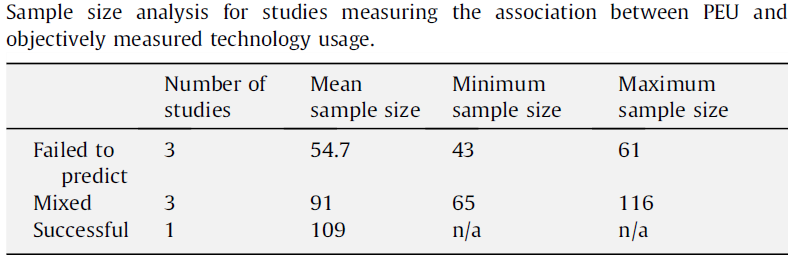 Sample size analysis for studies measuring the association between PEU and
objectively measured technology usage.
Number of studies Mean sample size Minimum sample size Maximum sample size
Failed to predict 3 54.7 43 61
Mixed 3 91 65 116
Successful 1 109 n/a n/a